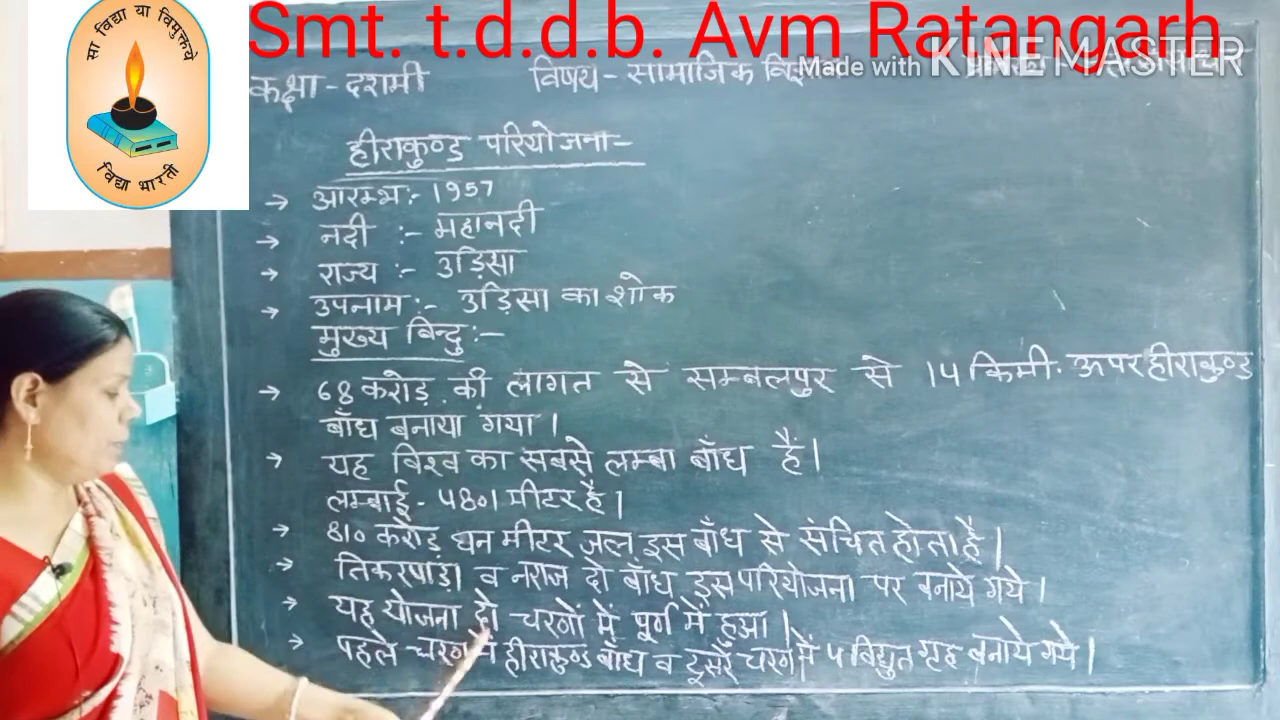 सा विद्या या विमुक्तये
विद्या भारती
Smt. t.d.d.b. Avm Ratangarh
Made with KINEMASTER
कक्षा - दशमी विषय - सामाजिक
हीराकुण्ड परियोजना -
→ आरम्भ :- 1957
→ नदी :- महानदी
→ राज्य :- उड़िसा
→ उपनाम :- उड़िसा का शोक
मुख्य बिन्दु :-
→ 68 करोड़ की लागत से सम्बलपुर से 14 किमी. ऊपर हीराकुण्ड
बाँध बनाया गया ।
→ यह विश्व का सबसे लम्बा बाँध है ।
लम्बाई - 4801 मीटर है ।
→ 810 करोड़ घन मीटर जल इस बाँध से संचित होता है ।
→ तिकरपाड़ा व नराज दो बाँध इस परियोजना पर बनाये गये ।
→ यह योजना दो चरणों में पूर्ण में हुआ ।
→ पहले चरण में हीराकुण्ड बाँध व दूसरे चरण में 4 विद्युत गृह बनाये गये ।